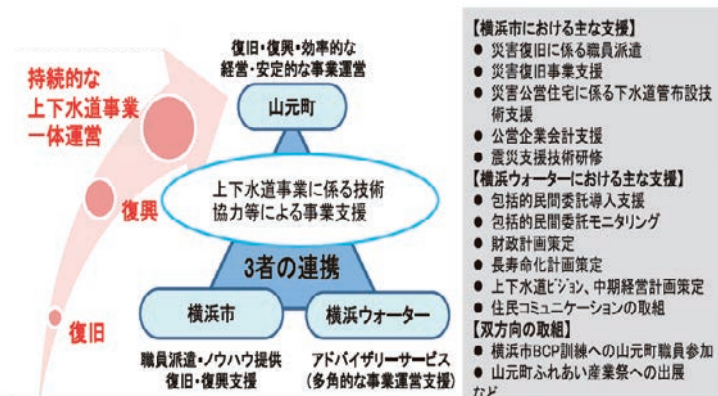 復旧・復興・効率的な
経営・安定的な事業運営
持続的な
上下水道事業
一体運営
山元町
上下水道事業に係る技術
協力等による事業支援
復興
3者の連携
復旧
横浜市
横浜ウォーター
職員派遣・ノウハウ提供
復旧・復興支援
アドバイザリーサービス
(多角的な事業運営支援)
【横浜市における主な支援】
● 災害復旧に係る職員派遣
● 災害復旧事業支援
● 災害公営住宅に係る下水道管布設技
術支援
● 公営企業会計支援
● 震災支援技術研修
【横浜ウォーターにおける主な支援】
● 包括的民間委託導入支援
● 包括的民間委託モニタリング
● 財政計画策定
● 長寿命化計画策定
● 上下水道ビジョン、中期経営計画策定
● 住民コミュニケーションの取組
【双方向の取組】
● 横浜市BCP訓練への山元町職員参加
● 山元町ふれあい産業祭への出展
など